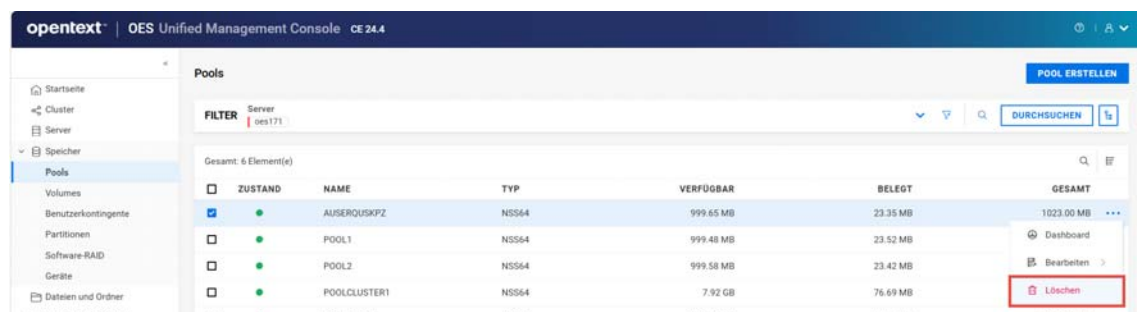 opentext™ | OES Unified Management Console CE 24.4
Startseite
Cluster
Server
Speicher
Pools
Volumes
Benutzerkontingente
Partitionen
Software-RAID
Geräte
Dateien und Ordner
Pools
POOL ERSTELLEN
FILTER Server
oes171
DURCHSUCHEN
Gesamt: 6 Element(e)
ZUSTAND NAME TYP VERFÜGBAR BELEGT GESAMT
AUSERQUSKPZ NSS64 999.65 MB 23.35 MB 1023.00 MB
POOL1 NSS64 999.48 MB 23.52 MB
POOL2 NSS64 999.58 MB 23.42 MB
POOLCLUSTER1 NSS64 7.92 GB 76.69 MB
Dashboard
Bearbeiten
Löschen